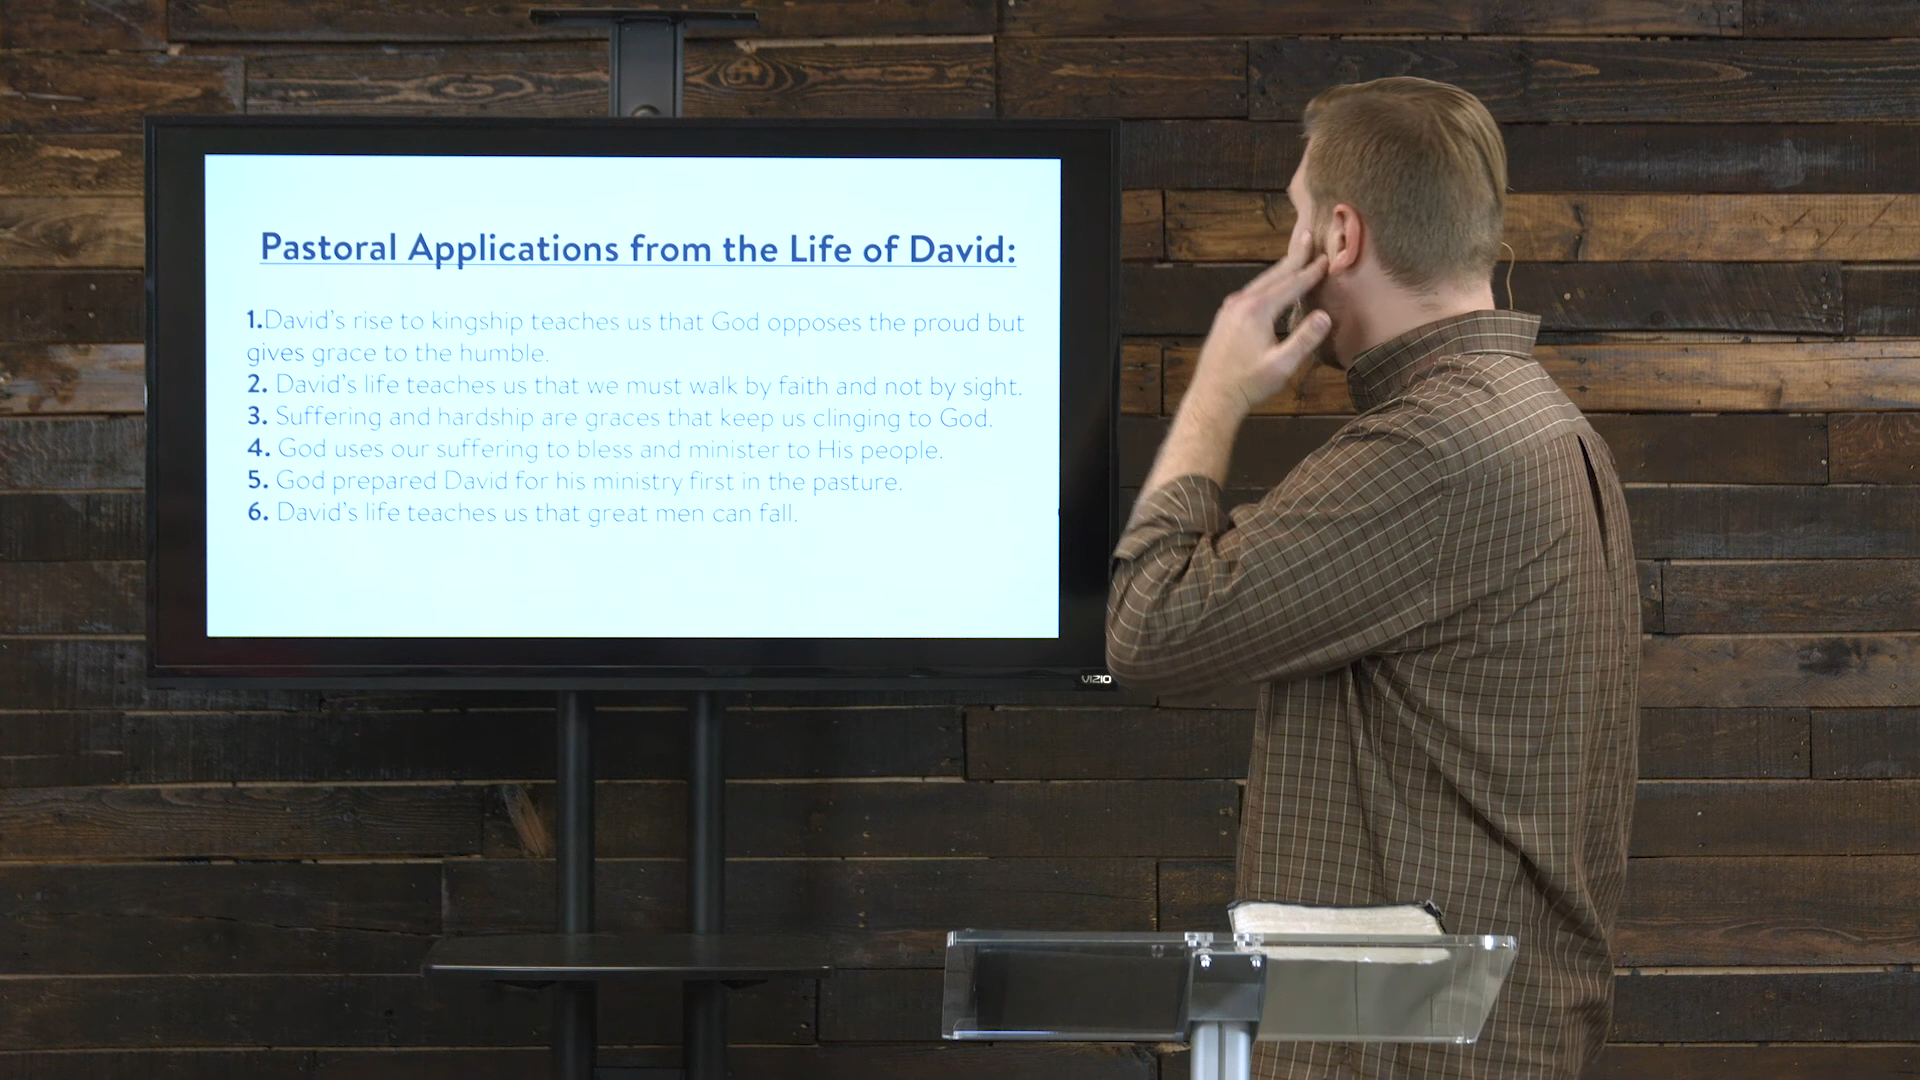 Pastoral Applications from the Life of David:
1.David's rise to kingship teaches us that God opposes the proud but
gives grace to the humble.
2. David's life teaches us that we must walk by faith and not by sight.
3. Suffering and hardship are graces that keep us clinging to God.
4. God uses our suffering to bless and minister to His people.
5. God prepared David for his ministry first in the pasture.
6. David's life teaches us that great men can fall.
VIZIO